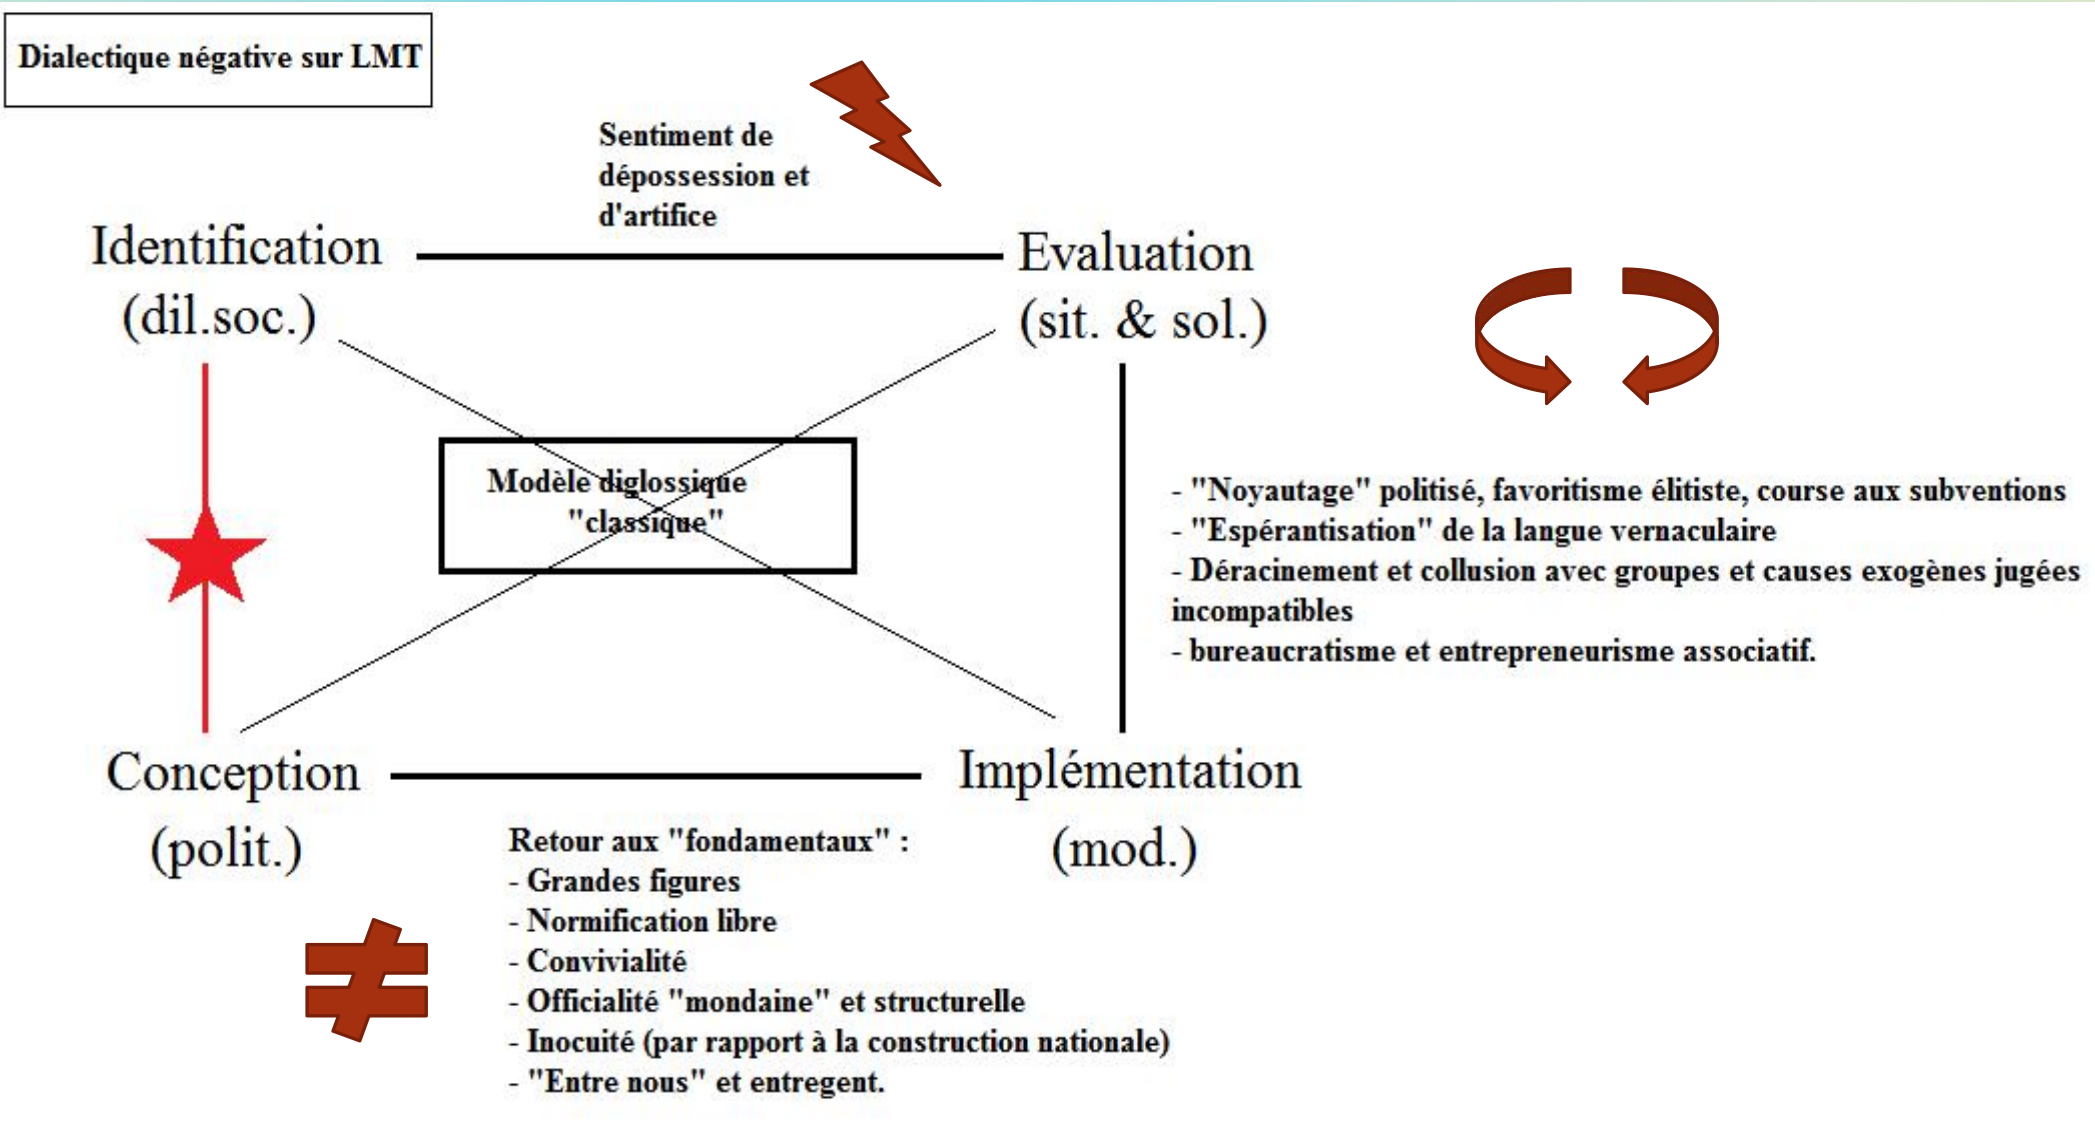 Dialectique négative sur LMT
Sentiment de
dépossession et
d'artifice
Identification
(dil.soc.)
Evaluation
(sit. & sol.)
Modèle diglossique
"classique"
- "Noyautage" politisé, favoritisme élitiste, course aux subventions
- "Espérantisation" de la langue vernaculaire
- Déracinement et collusion avec groupes et causes exogènes jugées
incompatibles
- bureaucratisme et entrepreneurisme associatif.
Conception
(polit.)
Implémentation
(mod.)
Retour aux "fondamentaux" :
- Grandes figures
- Normification libre
- Convivialité
- Officialité "mondaine" et structurelle
- Inocuité (par rapport à la construction nationale)
- "Entre nous" et entregent.